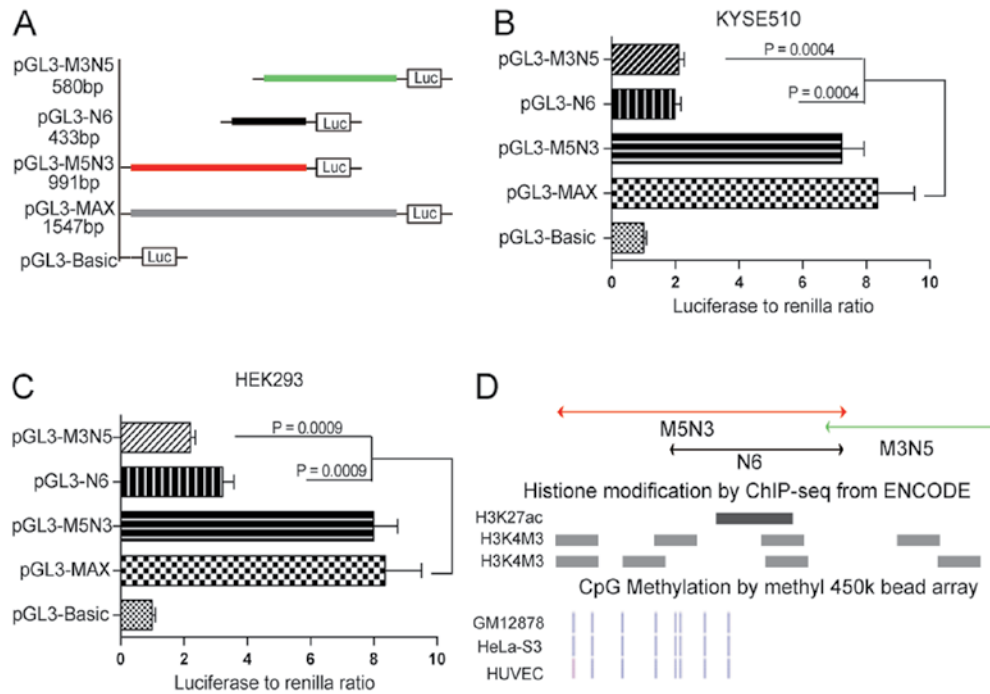 A
pGL3-M3N5
580bp
Luc
pGL3-N6
433bp
Luc
pGL3-M5N3
991bp
Luc
pGL3-MAX
1547bp
Luc
pGL3-Basic
Luc
B
KYSE510
pGL3-M3N5
P = 0.0004
pGL3-N6
P = 0.0004
pGL3-M5N3
pGL3-MAX
pGL3-Basic
0 2 4 6 8 10
Luciferase to renilla ratio
C
HEK293
pGL3-M3N5
P = 0.0009
pGL3-N6
P = 0.0009
pGL3-M5N3
pGL3-MAX
pGL3-Basic
0 2 4 6 8 10
Luciferase to renilla ratio
D
M5N3
M3N5
N6
Histione modification by ChIP-seq from ENCODE
H3K27ac
H3K4M3
H3K4M3
CpG Methylation by methyl 450k bead array
GM12878
HeLa-S3
HUVEC